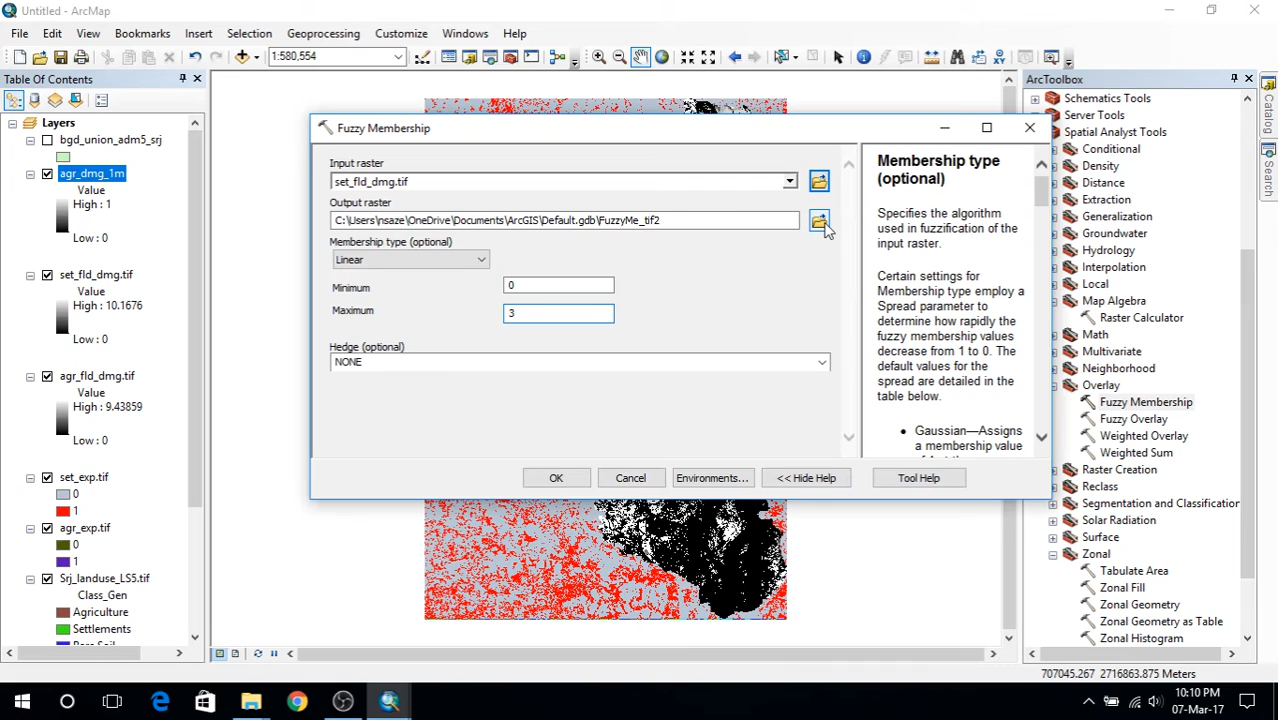 Untitled - ArcMap
File Edit View Bookmarks Insert Selection Geoprocessing Customize Windows Help
1:580,554
Table Of Contents
Layers
bgd_union_adm5_srj
agr_dmg_1m
Value
High : 1
Low : 0
set_fld_dmg.tif
Value
High : 10.1676
Low : 0
agr_fld_dmg.tif
Value
High : 9.43859
Low : 0
set_exp.tif
0
1
agr_exp.tif
0
1
Srj_landuse_LS5.tif
Class_Gen
Agriculture
Settlements
Fuzzy Membership
Input raster
set_fld_dmg.tif
Output raster
C:\Users\nsaze\OneDrive\Documents\ArcGIS\Default.gdb\FuzzyMe_tif2
Membership type (optional)
Linear
Minimum 0
Maximum 3
Hedge (optional)
NONE
OK Cancel Environments... << Hide Help Tool Help
Membership type
(optional)
Specifies the algorithm
used in fuzzification of the
input raster.
Certain settings for
Membership type employ a
Spread parameter to
determine how rapidly the
fuzzy membership values
decrease from 1 to 0. The
default values for the
spread are detailed in the
table below.
• Gaussian—Assigns
a membership value
ArcToolbox
Schematics Tools
Server Tools
Spatial Analyst Tools
Conditional
Density
Distance
Extraction
Generalization
Groundwater
Hydrology
Interpolation
Local
Map Algebra
Raster Calculator
Math
Multivariate
Neighborhood
Overlay
Fuzzy Membership
Fuzzy Overlay
Weighted Overlay
Weighted Sum
Raster Creation
Reclass
Segmentation and Classification
Solar Radiation
Surface
Zonal
Tabulate Area
Zonal Fill
Zonal Geometry
Zonal Geometry as Table
Zonal Histogram
Catalog
Search
707045.267 2716863.875 Meters
10:10 PM
07-Mar-17